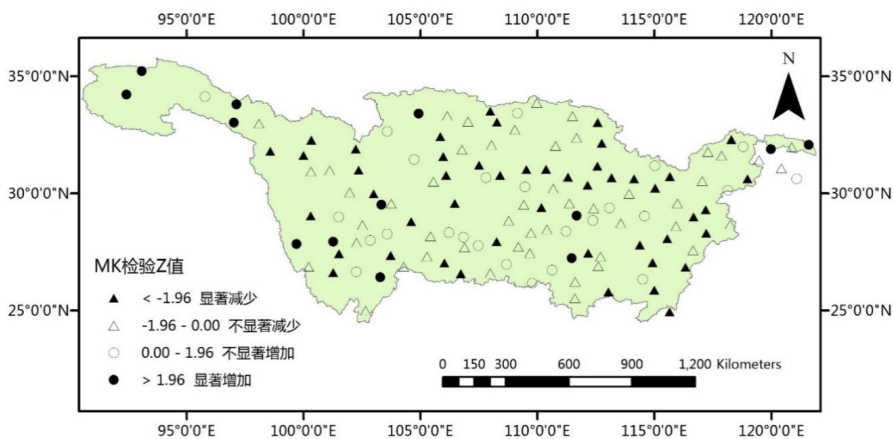 95°0'0"E 100°0'0"E 105°0'0"E 110°0'0"E 115°0'0"E 120°0'0"E
N
35°0'0"N 35°0'0"N
30°0'0"N 30°0'0"N
25°0'0"N 25°0'0"N
MK检验Z值
< -1.96 显著减少
-1.96 - 0.00 不显著减少
0.00 - 1.96 不显著增加
> 1.96 显著增加
0 150 300 600 900 1,200 Kilometers
95°0'0"E 100°0'0"E 105°0'0"E 110°0'0"E 115°0'0"E 120°0'0"E